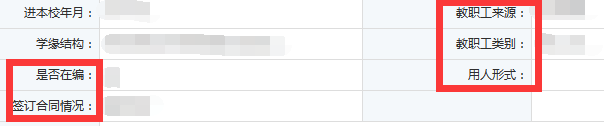 进本校年月： 教职工来源：
学缘结构： 教职工类别：
是否在编： 用人形式：
签订合同情况：